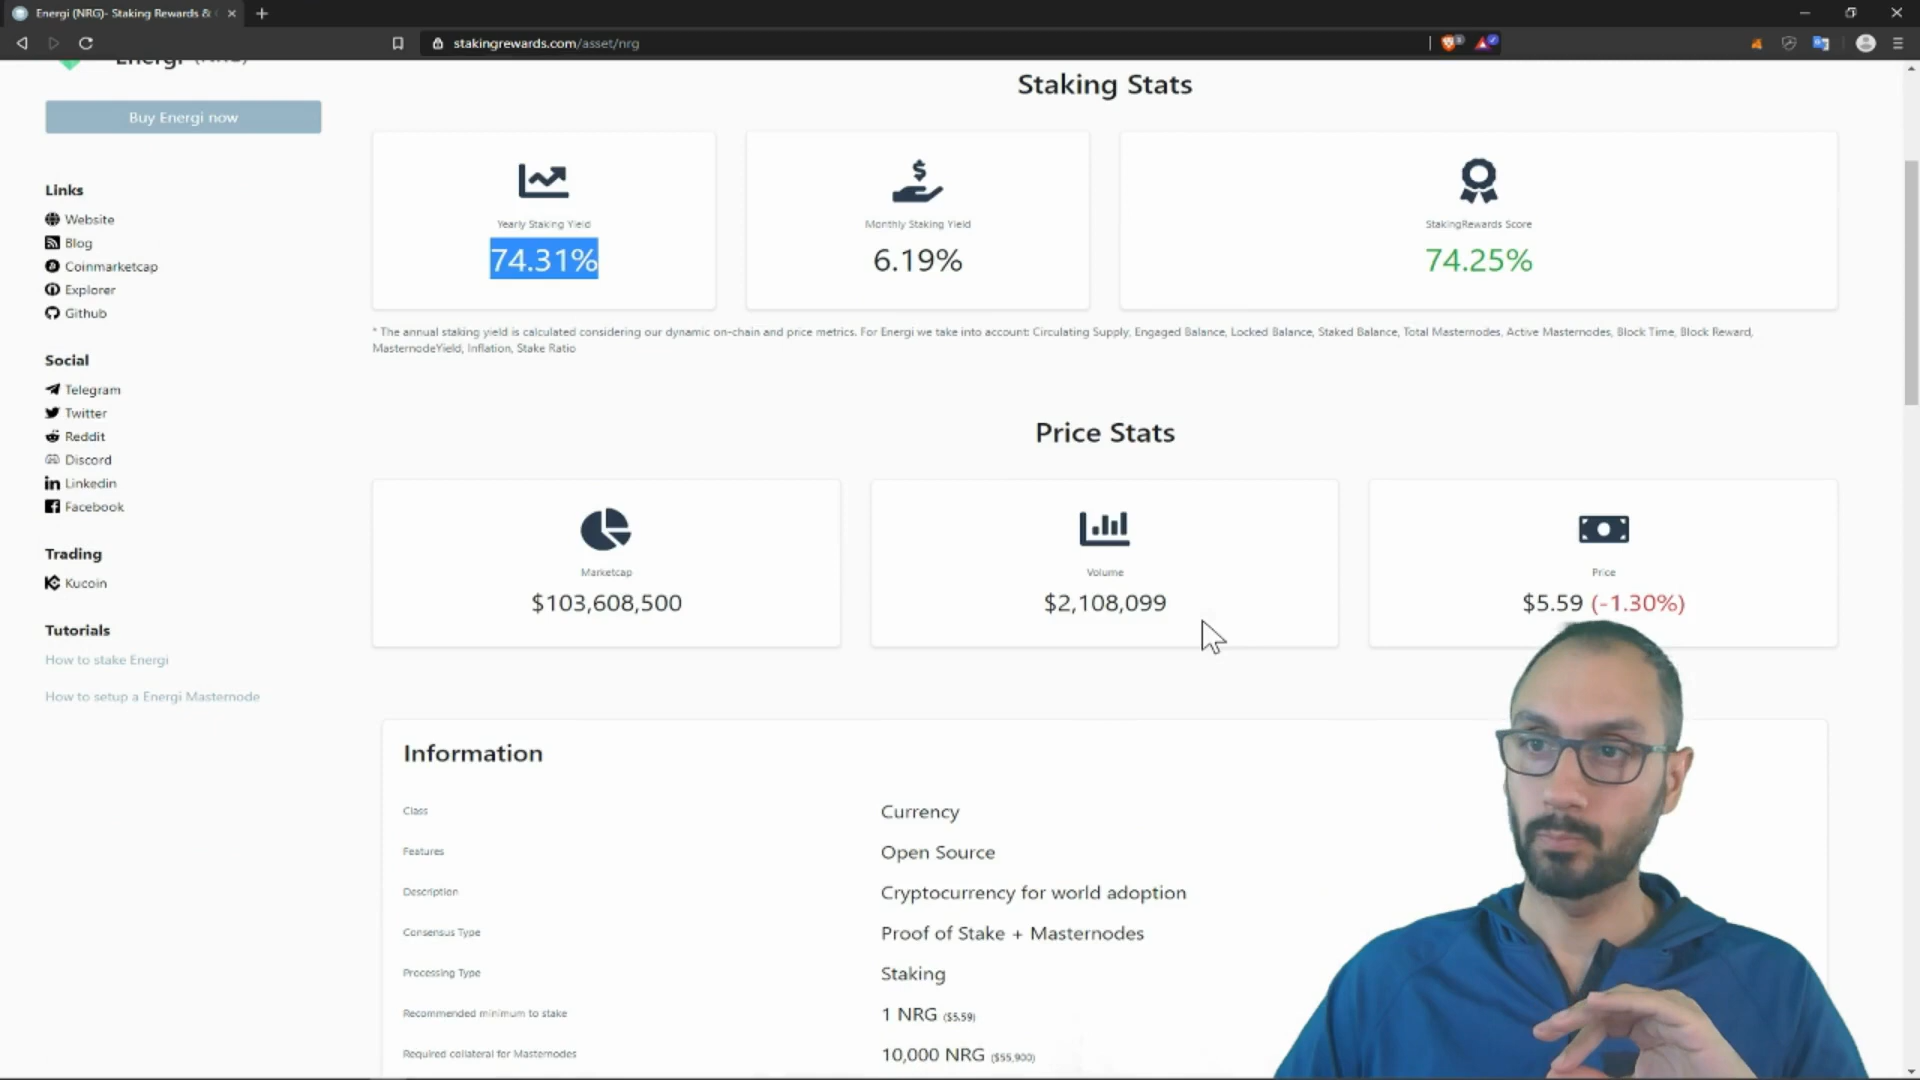 Energi (NRG)- Staking Rewards &
stakingrewards.com/asset/nrg
Energi (NRG)
Buy Energi now
Links
Website
Blog
Coinmarketcap
Explorer
Github
Social
Telegram
Twitter
Reddit
Discord
Linkedin
Facebook
Trading
Kucoin
Tutorials
How to stake Energi
How to setup a Energi Masternode
Staking Stats
Yearly Staking Yield
74.31%
Monthly Staking Yield
6.19%
StakingRewards Score
74.25%
* The annual staking yield is calculated considering our dynamic on-chain and price metrics. For Energi we take into account: Circulating Supply, Engaged Balance, Locked Balance, Staked Balance, Total Masternodes, Active Masternodes, Block Time, Block Reward,
MasternodeYield, Inflation, Stake Ratio
Price Stats
Marketcap
$103,608,500
Volume
$2,108,099
Price
$5.59 (-1.30%)
Information
Class
Currency
Features
Open Source
Description
Cryptocurrency for world adoption
Consensus Type
Proof of Stake + Masternodes
Processing Type
Staking
Recommended minimum to stake
1 NRG ($5.59)
Required collateral for Masternodes
10,000 NRG ($55,900)